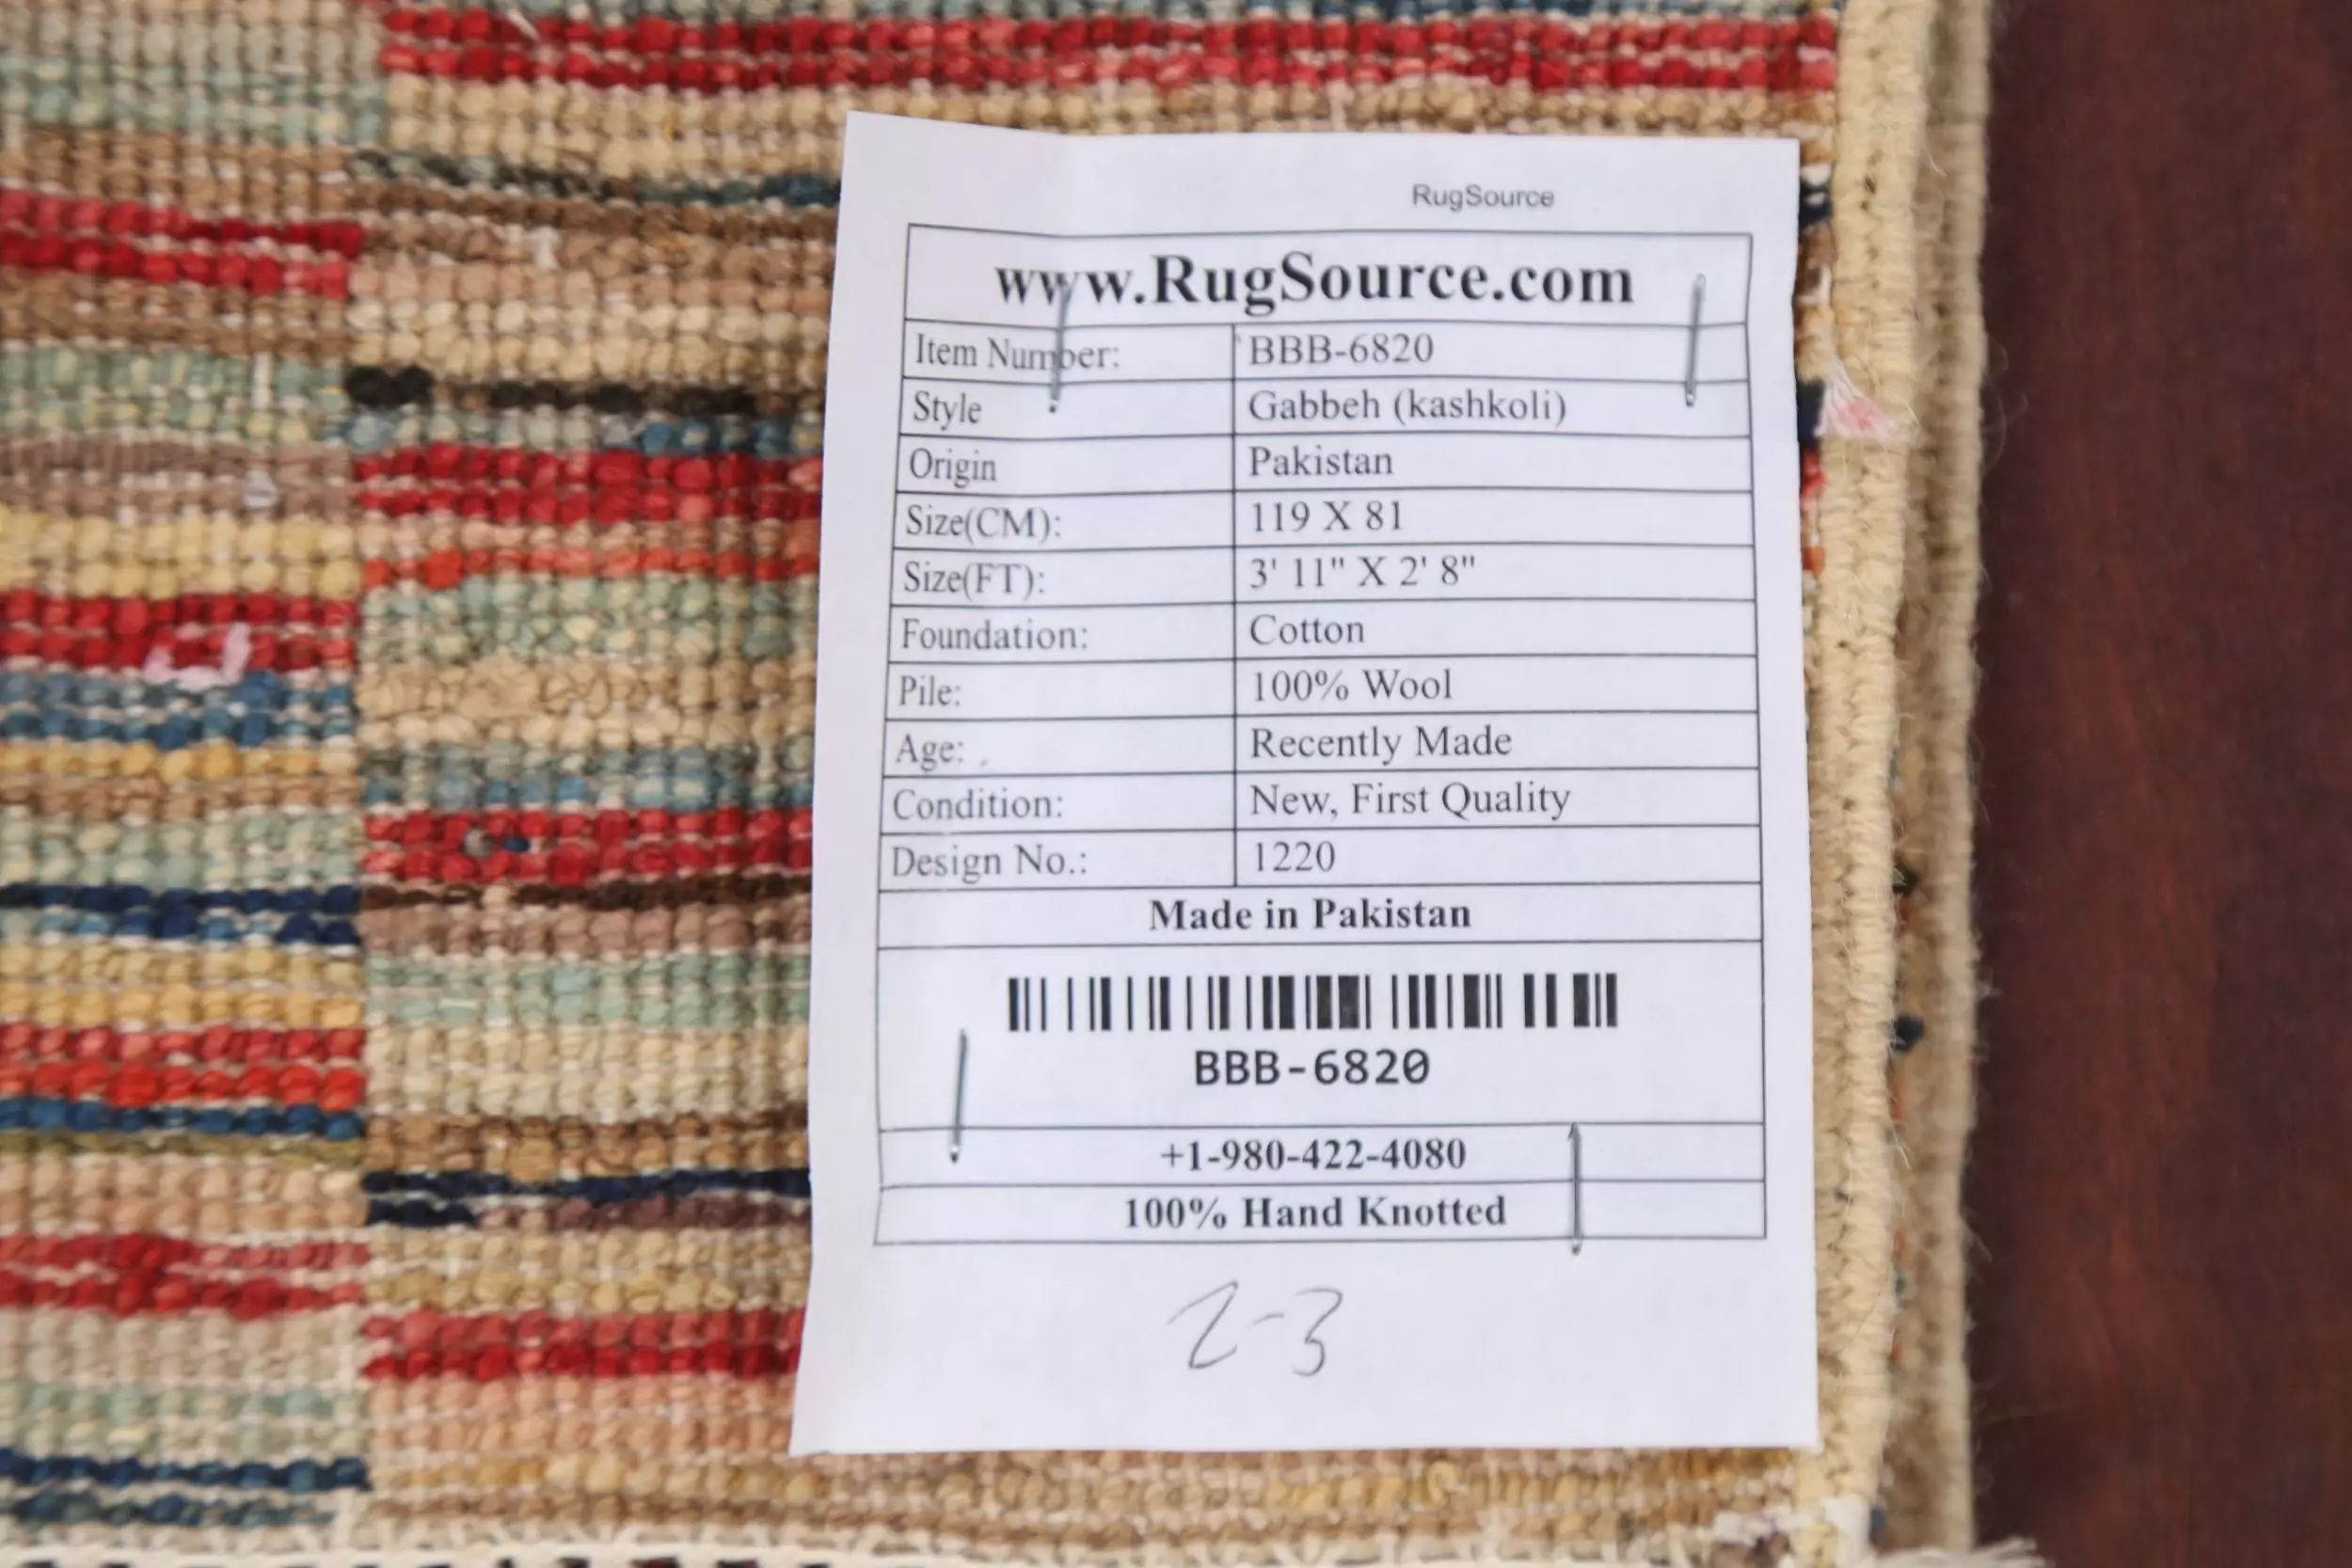 RugSource
www.RugSource.com
Item Number: BBB-6820
Style Gabbeh (kashkoli)
Origin Pakistan
Size(CM): 119 X 81
Size(FT): 3' 11" X 2' 8"
Foundation: Cotton
Pile: 100% Wool
Age: Recently Made
Condition: New, First Quality
Design No.: 1220
Made in Pakistan
BBB-6820
+1-980-422-4080
100% Hand Knotted
2-3